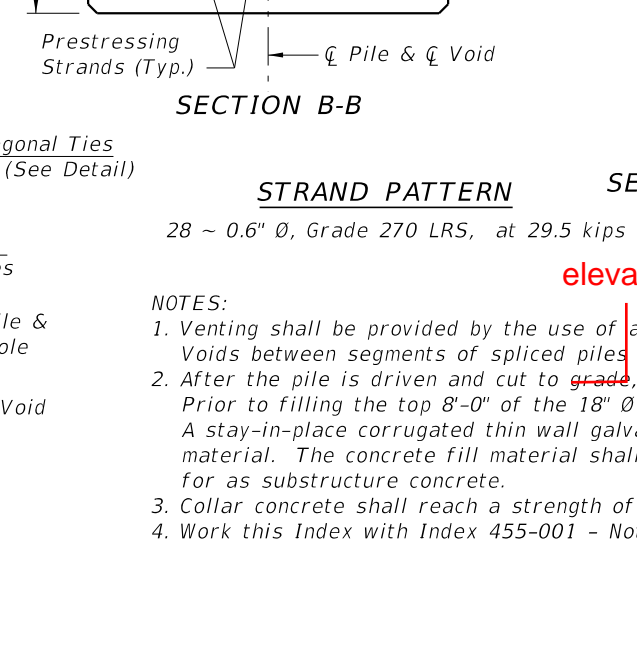 Prestressing
Strands (Typ.)
℄ Pile & ℄ Void
SECTION B-B
gonal Ties
(See Detail)
STRAND PATTERN
28 ~ 0.6" Ø, Grade 270 LRS, at 29.5 kips
NOTES:
1. Venting shall be provided by the use of
Voids between segments of spliced piles
2. After the pile is driven and cut to grade,
Prior to filling the top 8'-0" of the 18" Ø
A stay-in-place corrugated thin wall galva
material. The concrete fill material shall
for as substructure concrete.
3. Collar concrete shall reach a strength of
4. Work this Index with Index 455-001 - Not
eleva
le &
ole
Void